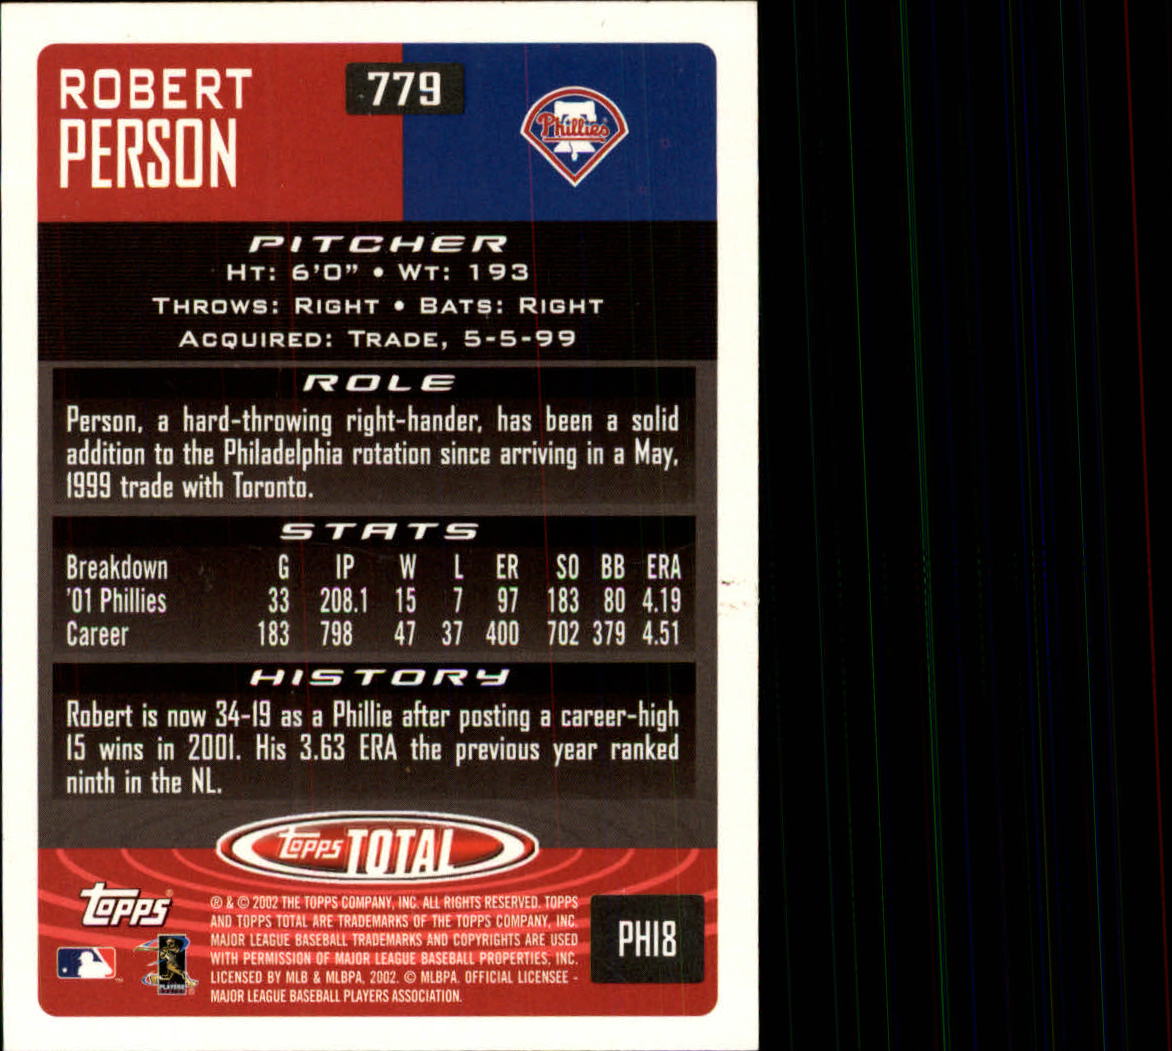 ROBERT
PERSON
779
Phillies
PITCHER
HT: 6'0" • WT: 193
THROWS: RIGHT • BATS: RIGHT
ACQUIRED: TRADE, 5-5-99
ROLE
Person, a hard-throwing right-hander, has been a solid
addition to the Philadelphia rotation since arriving in a May,
1999 trade with Toronto.
STATS
Breakdown G IP W L ER SO BB ERA
'01 Phillies 33 208.1 15 7 97 183 80 4.19
Career 183 798 47 37 400 702 379 4.51
HISTORY
Robert is now 34-19 as a Phillie after posting a career-high
15 wins in 2001. His 3.63 ERA the previous year ranked
ninth in the NL.
Topps TOTAL
Topps ®
® & © 2002 THE TOPPS COMPANY, INC. ALL RIGHTS RESERVED. TOPPS
AND TOPPS TOTAL ARE TRADEMARKS OF THE TOPPS COMPANY, INC.
MAJOR LEAGUE BASEBALL TRADEMARKS AND COPYRIGHTS ARE USED
WITH PERMISSION OF MAJOR LEAGUE BASEBALL PROPERTIES, INC.
LICENSED BY MLB & MLBPA, 2002. © MLBPA. OFFICIAL LICENSEE -
MAJOR LEAGUE BASEBALL PLAYERS ASSOCIATION.
PLAYERS
PHI8